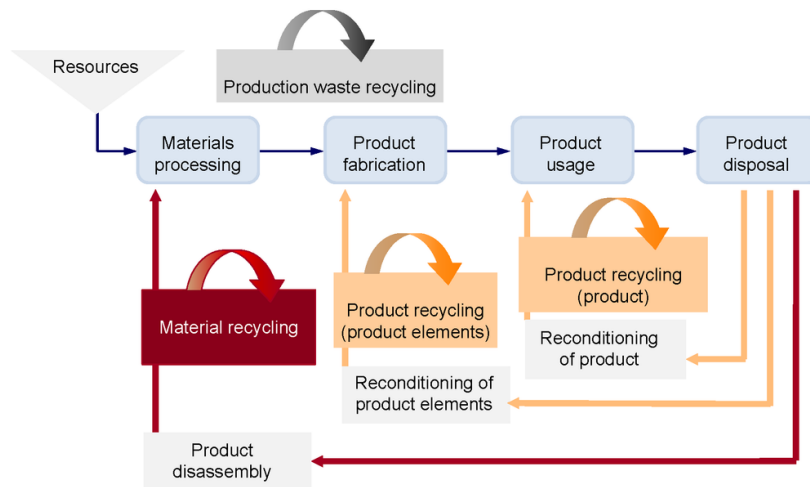 Resources
Production waste recycling
Materials
processing
Product
fabrication
Product
usage
Product
disposal
Material recycling
Product recycling
(product elements)
Product recycling
(product)
Reconditioning
of product
Reconditioning of
product elements
Product
disassembly